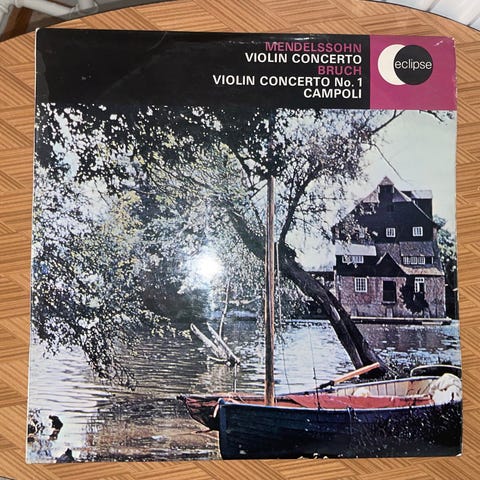 MENDELSSOHN
VIOLIN CONCERTO
BRUCH
VIOLIN CONCERTO No. 1
CAMPOLI
eclipse